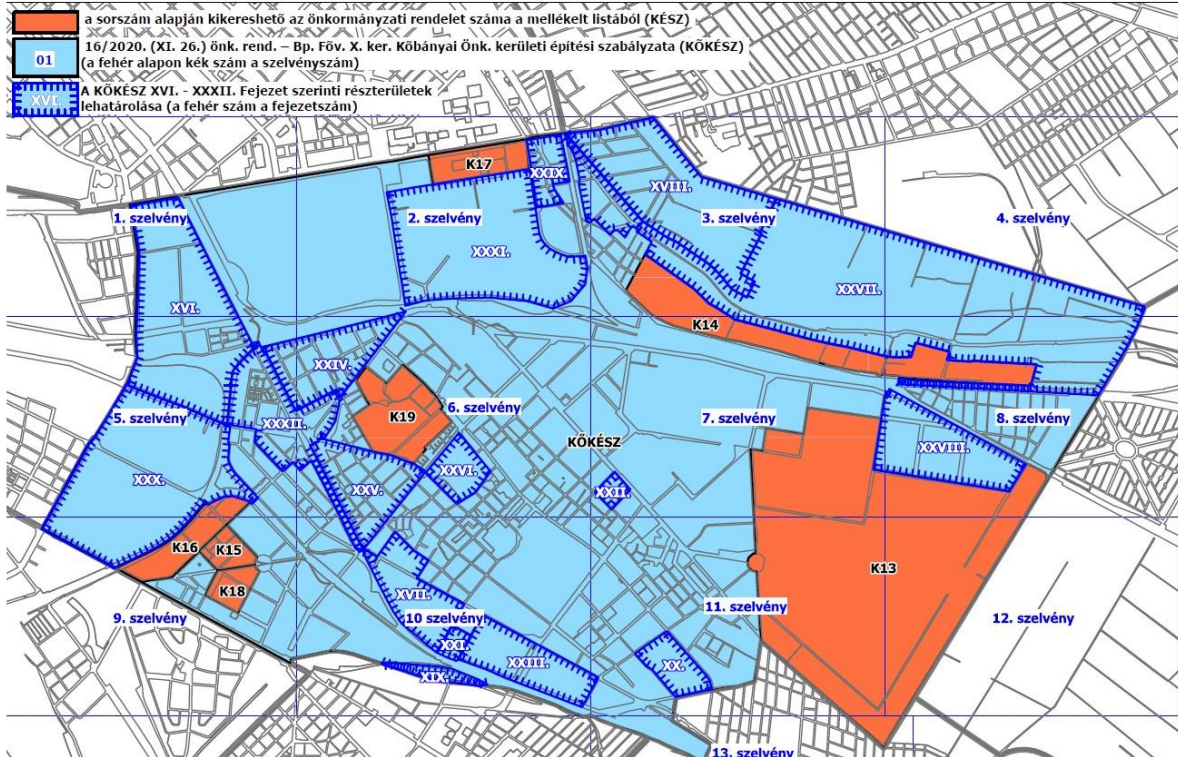 a sorszám alapján kikereshető az önkormányzati rendelet száma a mellékelt listából (KÉSZ)
01
16/2020. (XI. 26.) önk. rend. – Bp. Főv. X. ker. Kőbányai Önk. kerületi építési szabályzata (KŐKÉSZ)
(a fehér alapon kék szám a szelvényszám)
XVI.
A KŐKÉSZ XVI. - XXXII. Fejezet szerinti részterületek
lehatárolása (a fehér szám a fejezetszám)
K17
XXIX.
XVIII.
1. szelvény
2. szelvény
3. szelvény
4. szelvény
XXXI.
XXVII.
XVI.
K14
XXIV.
5. szelvény
K19
6. szelvény
7. szelvény
8. szelvény
XXXII.
KŐKÉSZ
XXVIII.
XXX.
XXVI.
XXV.
XXII.
K16
K15
K13
K18
XVII.
9. szelvény
10 szelvény
11. szelvény
12. szelvény
XXI.
XXIII.
XX.
XIX.
13. szelvény